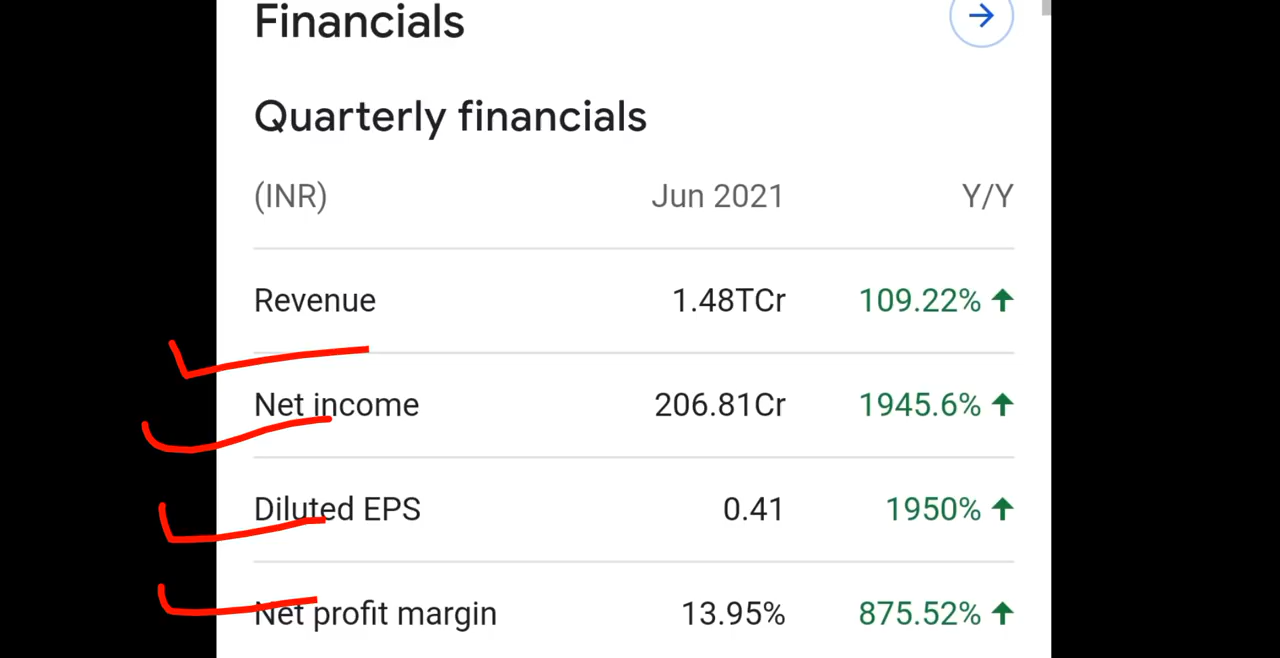 Financials
Quarterly financials
(INR) Jun 2021 Y/Y
Revenue 1.48TCr 109.22%
Net income 206.81Cr 1945.6%
Diluted EPS 0.41 1950%
Net profit margin 13.95% 875.52%